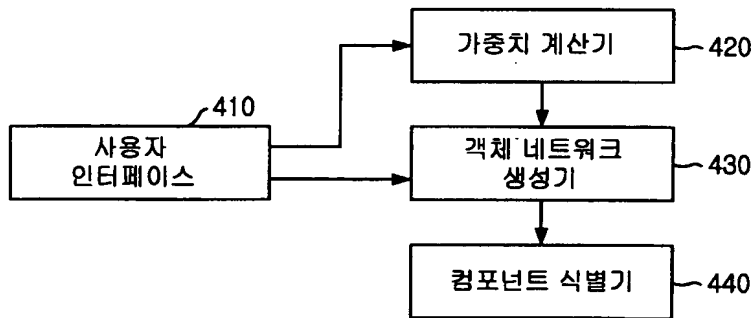 가중치 계산기
420
410
사용자
인터페이스
객체 네트워크
생성기
430
컴포넌트 식별기
440